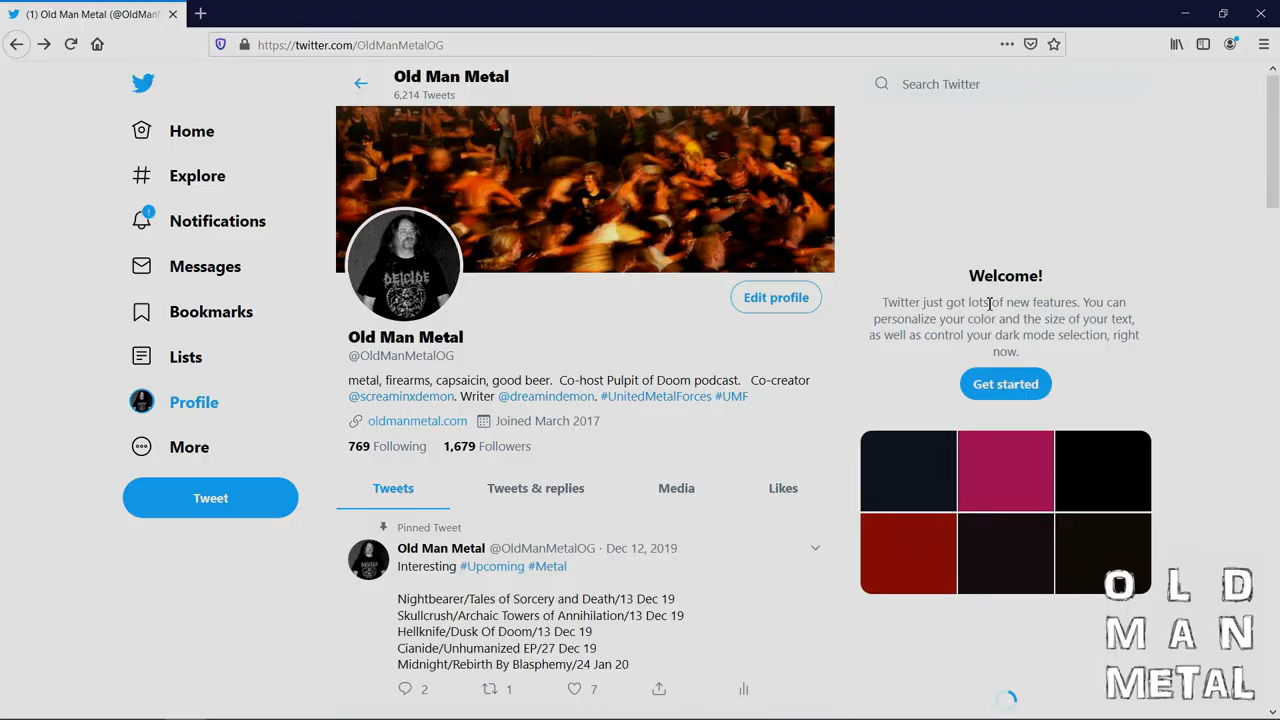 (1) Old Man Metal (@OldManMetalOG
https://twitter.com/OldManMetalOG
Home
Explore
1
Notifications
Messages
Bookmarks
Lists
Profile
More
Tweet
Old Man Metal
6,214 Tweets
DEICIDE
Edit profile
Old Man Metal
@OldManMetalOG
metal, firearms, capsaicin, good beer. Co-host Pulpit of Doom podcast. Co-creator
@screaminxdemon. Writer @dreamindemon. #UnitedMetalForces #UMF
oldmanmetal.com Joined March 2017
769 Following 1,679 Followers
Tweets Tweets & replies Media Likes
Pinned Tweet
Old Man Metal @OldManMetalOG · Dec 12, 2019
Interesting #Upcoming #Metal
Nightbearer/Tales of Sorcery and Death/13 Dec 19
Skullcrush/Archaic Towers of Annihilation/13 Dec 19
Hellknife/Dusk Of Doom/13 Dec 19
Cianide/Unhumanized EP/27 Dec 19
Midnight/Rebirth By Blasphemy/24 Jan 20
2 1 7
Search Twitter
Welcome!
Twitter just got lots of new features. You can
personalize your color and the size of your text,
as well as control your dark mode selection, right
now.
Get started
OLD
MAN
METAL